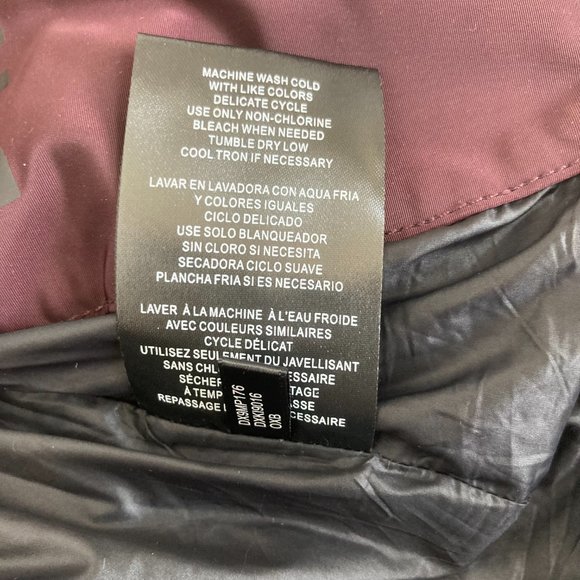 MACHINE WASH COLD
WITH LIKE COLORS
DELICATE CYCLE
USE ONLY NON-CHLORINE
BLEACH WHEN NEEDED
TUMBLE DRY LOW
COOL TRON IF NECESSARY
LAVAR EN LAVADORA CON AQUA FRIA
Y COLORES IGUALES
CICLO DELICADO
USE SOLO BLANQUEADOR
SIN CLORO SI NECESITA
SECADORA CICLO SUAVE
PLANCHA FRIA SI ES NECESARIO
LAVER À LA MACHINE À L'EAU FROIDE
AVEC COULEURS SIMILAIRES
CYCLE DÉLICAT
UTILISEZ SEULEMENT DU JAVELLISANT
SANS
À
REPASSAGE
DX9MP176
DXKI9016
OXB